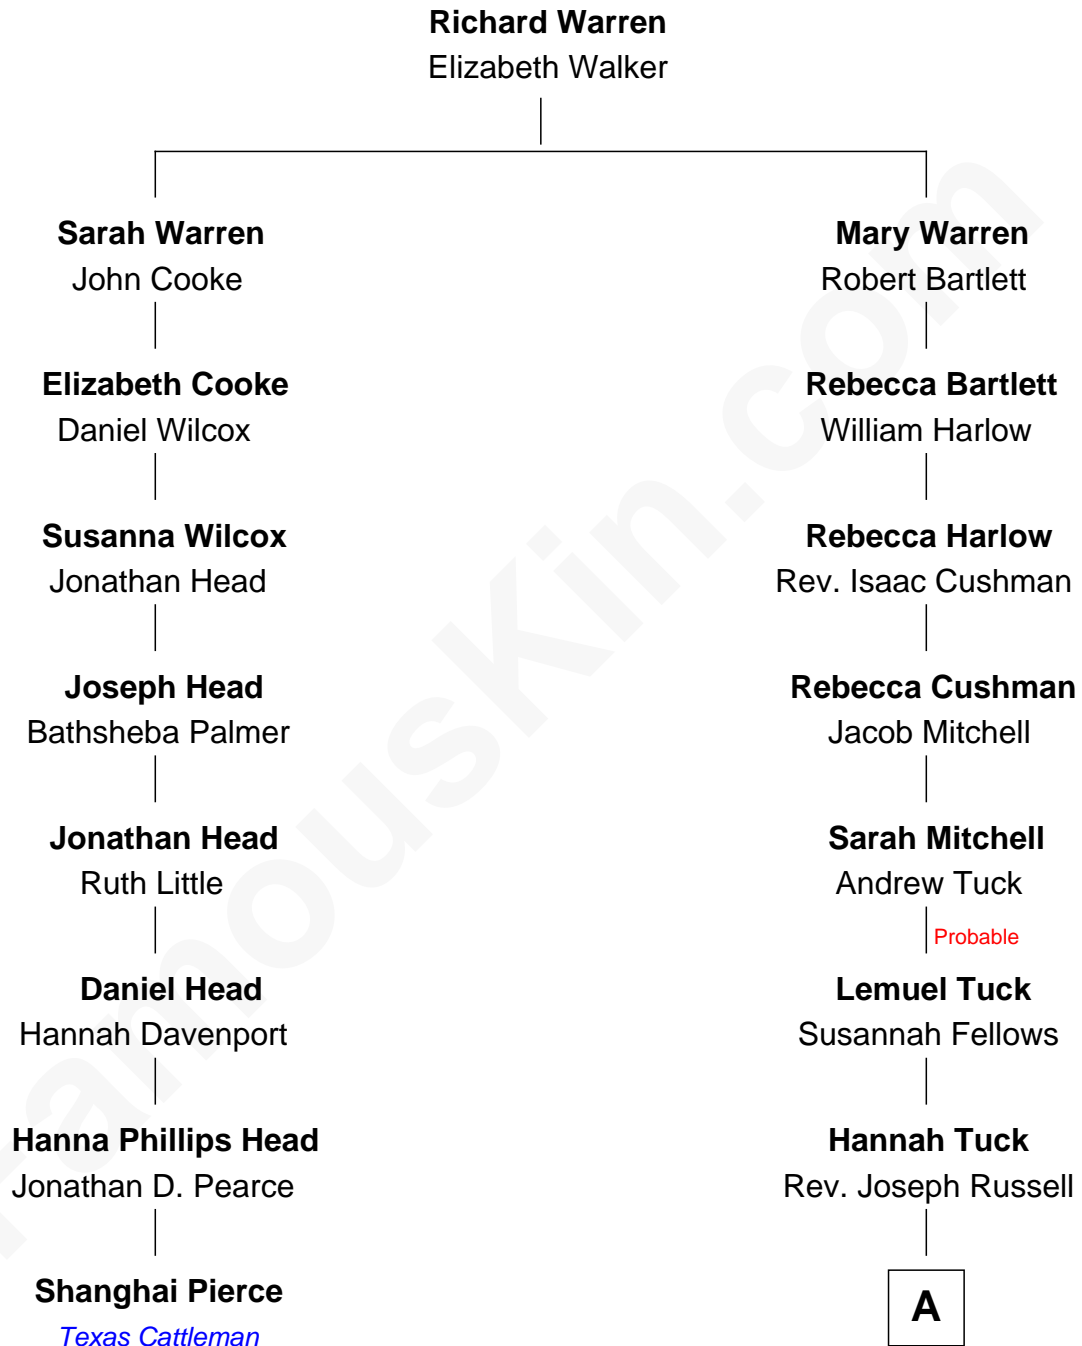 Richard Warren
Elizabeth Walker
Sarah Warren
John Cooke
Elizabeth Cooke
Daniel Wilcox
Susanna Wilcox
Jonathan Head
Joseph Head
Bathsheba Palmer
Jonathan Head
Ruth Little
Daniel Head
Hannah Davenport
Hanna Phillips Head
Jonathan D. Pearce
Shanghai Pierce
Texas Cattleman
Mary Warren
Robert Bartlett
Rebecca Bartlett
William Harlow
Rebecca Harlow
Rev. Isaac Cushman
Rebecca Cushman
Jacob Mitchell
Sarah Mitchell
Andrew Tuck
Probable
Lemuel Tuck
Susannah Fellows
Hannah Tuck
Rev. Joseph Russell
A
FamousKin.com